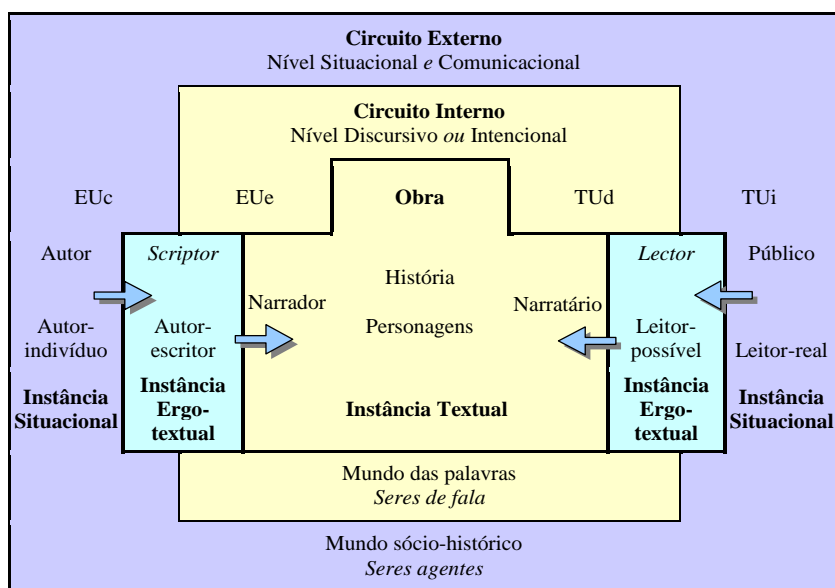 Circuito Externo
Nível Situacional e Comunicacional
Circuito Interno
Nível Discursivo ou Intencional
EUc
EUe
Obra
TUd
TUi
Autor
Scriptor
Lector
Público
História
Narrador
Narratário
Personagens
Autor-
indivíduo
Autor-
escritor
Leitor-
possível
Leitor-real
Instância
Situacional
Instância
Ergo-
textual
Instância Textual
Instância
Ergo-
textual
Instância
Situacional
Mundo das palavras
Seres de fala
Mundo sócio-histórico
Seres agentes